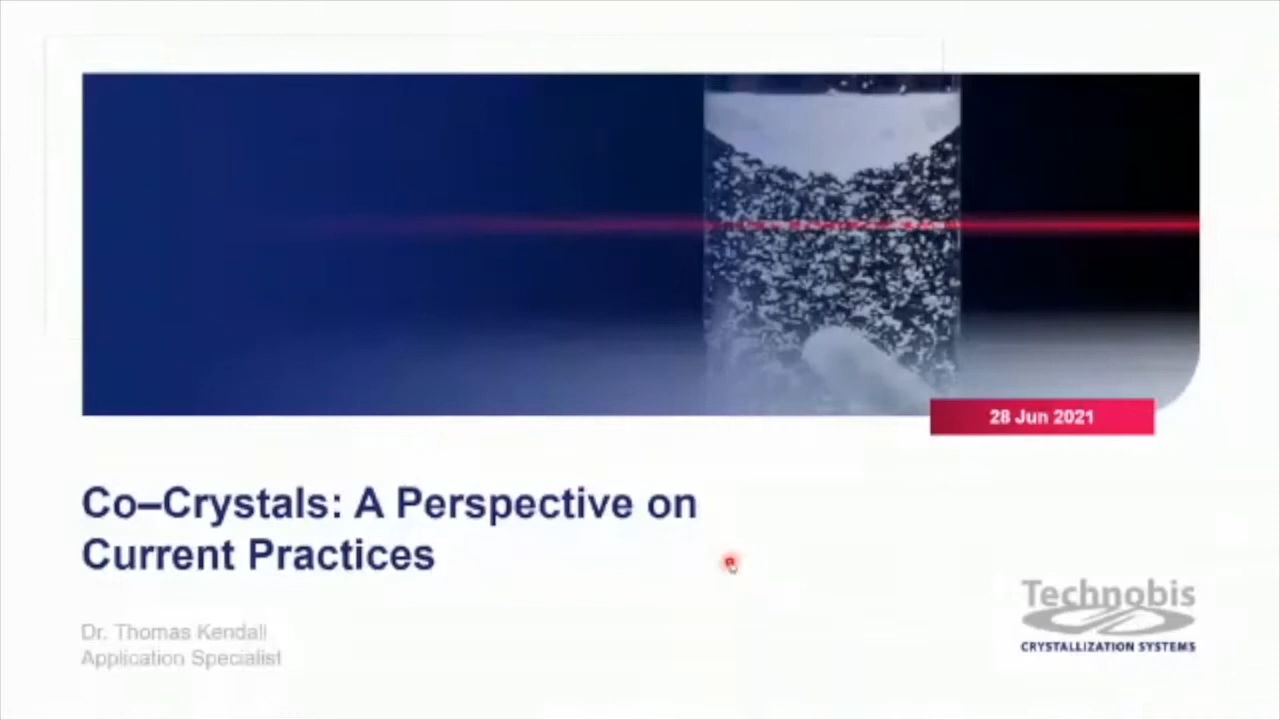 28 Jun 2021
Co–Crystals: A Perspective on
Current Practices
Dr. Thomas Kendall
Application Specialist
Technobis
CRYSTALLIZATION SYSTEMS